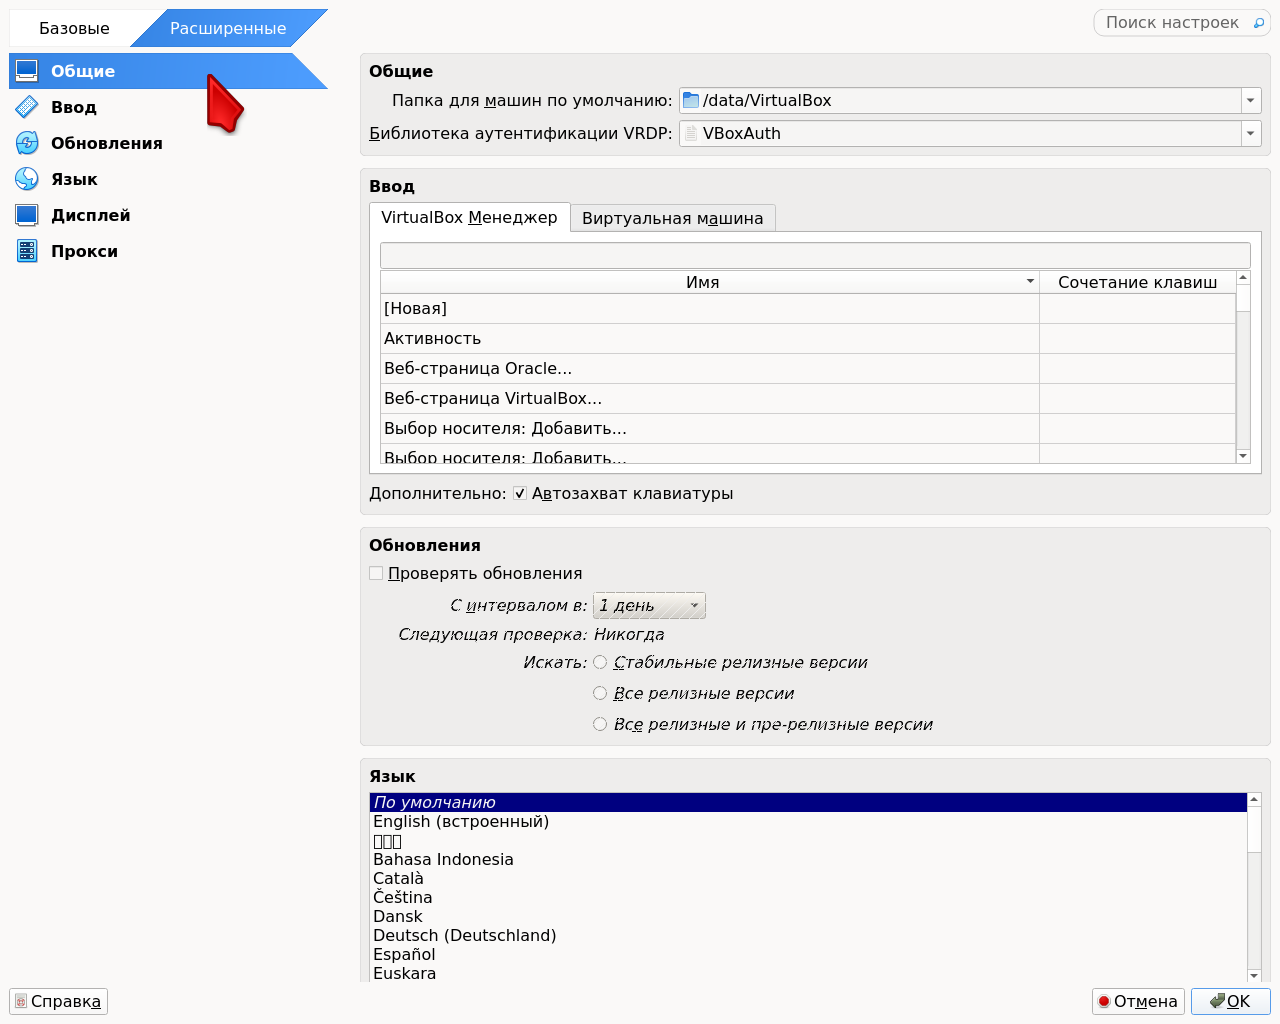 Базовые
Расширенные
Поиск настроек
Общие
Ввод
Обновления
Язык
Дисплей
Прокси
Общие
Папка для машин по умолчанию: /data/VirtualBox
Библиотека аутентификации VRDP: VBoxAuth
Ввод
VirtualBox Менеджер
Виртуальная машина
Имя
Сочетание клавиш
[Новая]
Активность
Веб-страница Oracle...
Веб-страница VirtualBox...
Выбор носителя: Добавить...
Выбор носителя: Добавить...
Дополнительно: Автозахват клавиатуры
Обновления
Проверять обновления
С интервалом в: 1 день
Следующая проверка: Никогда
Искать: Стабильные релизные версии
Все релизные версии
Все релизные и пре-релизные версии
Язык
По умолчанию
English (встроенный)
Bahasa Indonesia
Català
Čeština
Dansk
Deutsch (Deutschland)
Español
Euskara
Справка
Отмена
OK